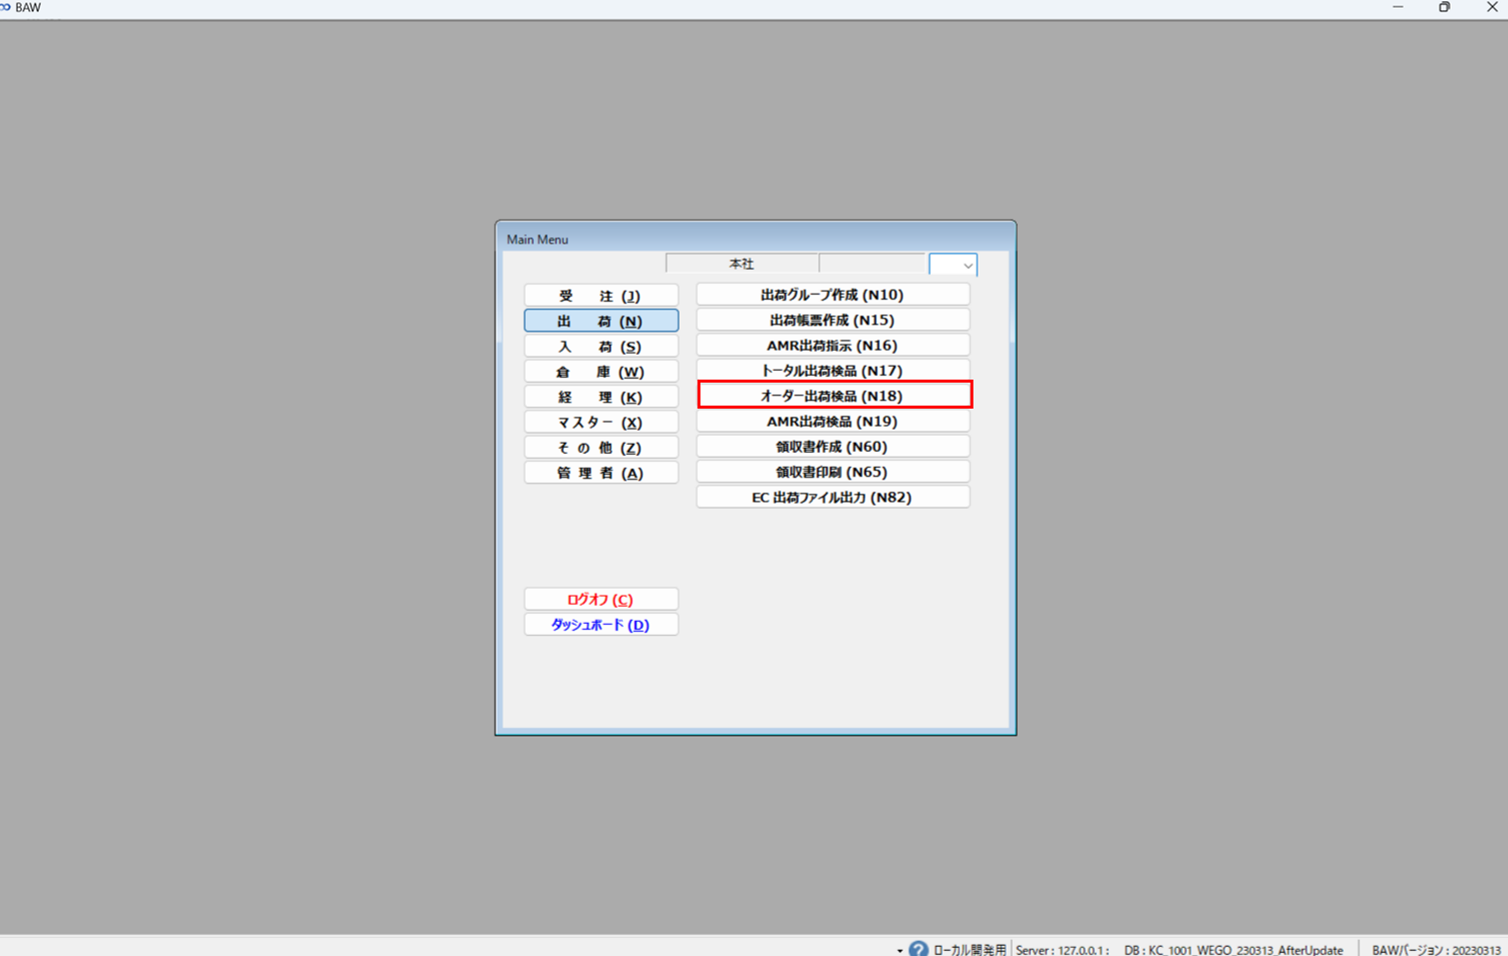 BAW
Main Menu
本社
受　　注 (J)
出　　荷 (N)
入　　荷 (S)
倉　　庫 (W)
経　　理 (K)
マスター (X)
そ の 他 (Z)
管 理 者 (A)
出荷グループ作成 (N10)
出荷帳票作成 (N15)
AMR出荷指示 (N16)
トータル出荷検品 (N17)
オーダー出荷検品 (N18)
AMR出荷検品 (N19)
領収書作成 (N60)
領収書印刷 (N65)
EC 出荷ファイル出力 (N82)
ログオフ (C)
ダッシュボード (D)
ローカル開発用 Server : 127.0.0.1 : DB : KC_1001_WEGO_230313_AfterUpdate BAWバージョン : 20230313